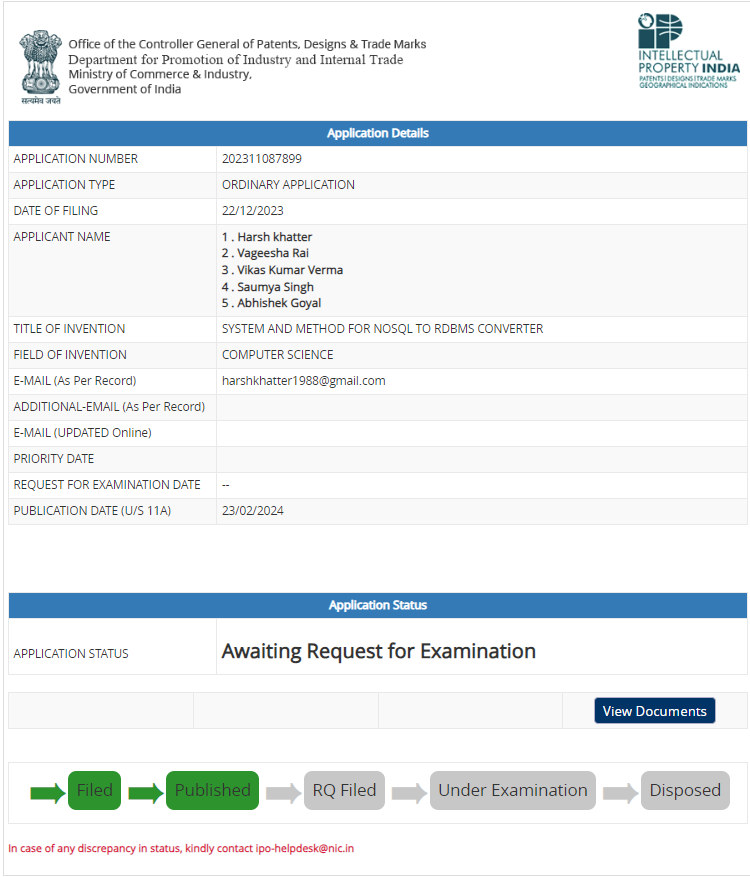 Office of the Controller General of Patents, Designs & Trade Marks
Department for Promotion of Industry and Internal Trade
Ministry of Commerce & Industry,
Government of India
सत्यमेव जयते
INTELLECTUAL
PROPERTY INDIA
PATENTS | DESIGNS | TRADE MARKS
GEOGRAPHICAL INDICATIONS
Application Details
APPLICATION NUMBER 202311087899
APPLICATION TYPE ORDINARY APPLICATION
DATE OF FILING 22/12/2023
APPLICANT NAME 1 . Harsh khatter
2 . Vageesha Rai
3 . Vikas Kumar Verma
4 . Saumya Singh
5 . Abhishek Goyal
TITLE OF INVENTION SYSTEM AND METHOD FOR NOSQL TO RDBMS CONVERTER
FIELD OF INVENTION COMPUTER SCIENCE
E-MAIL (As Per Record) harshkhatter1988@gmail.com
ADDITIONAL-EMAIL (As Per Record)
E-MAIL (UPDATED Online)
PRIORITY DATE
REQUEST FOR EXAMINATION DATE --
PUBLICATION DATE (U/S 11A) 23/02/2024
Application Status
APPLICATION STATUS Awaiting Request for Examination
View Documents
Filed Published RQ Filed Under Examination Disposed
In case of any discrepancy in status, kindly contact ipo-helpdesk@nic.in